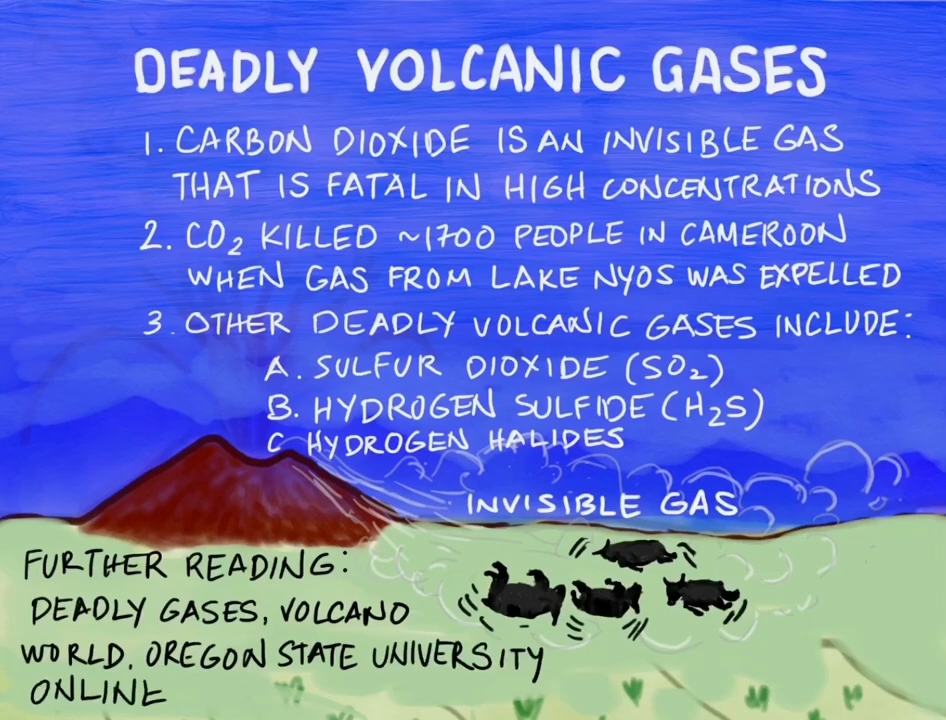 DEADLY VOLCANIC GASES
1. CARBON DIOXIDE IS AN INVISIBLE GAS
THAT IS FATAL IN HIGH CONCENTRATIONS
2. CO₂ KILLED ~1700 PEOPLE IN CAMEROON
WHEN GAS FROM LAKE NYOS WAS EXPELLED
3. OTHER DEADLY VOLCANIC GASES INCLUDE:
A. SULFUR DIOXIDE (SO₂)
B. HYDROGEN SULFIDE (H₂S)
C HYDROGEN HALIDES
INVISIBLE GAS
FURTHER READING:
DEADLY GASES, VOLCANO
WORLD, OREGON STATE UNIVERSITY
ONLINE